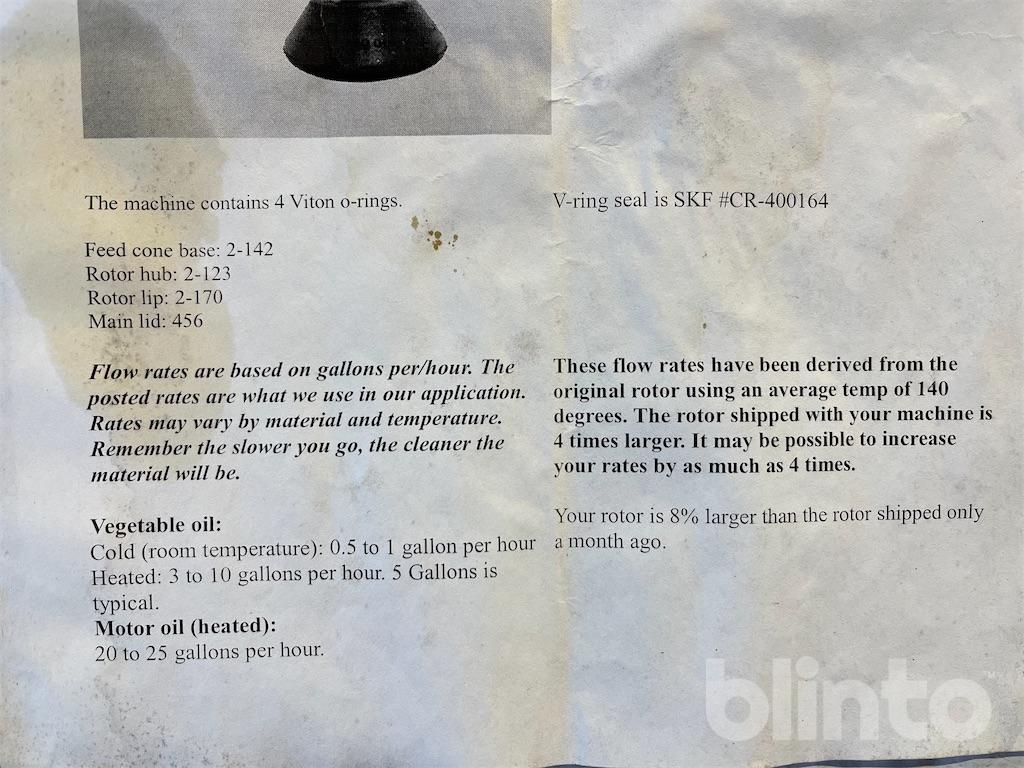 The machine contains 4 Viton o-rings.
Feed cone base: 2-142
Rotor hub: 2-123
Rotor lip: 2-170
Main lid: 456
Flow rates are based on gallons per/hour. The
posted rates are what we use in our application.
Rates may vary by material and temperature.
Remember the slower you go, the cleaner the
material will be.
Vegetable oil:
Cold (room temperature): 0.5 to 1 gallon per hour
Heated: 3 to 10 gallons per hour. 5 Gallons is
typical.
Motor oil (heated):
20 to 25 gallons per hour.
V-ring seal is SKF #CR-400164
These flow rates have been derived from the
original rotor using an average temp of 140
degrees. The rotor shipped with your machine is
4 times larger. It may be possible to increase
your rates by as much as 4 times.
Your rotor is 8% larger than the rotor shipped only
a month ago.
blinto